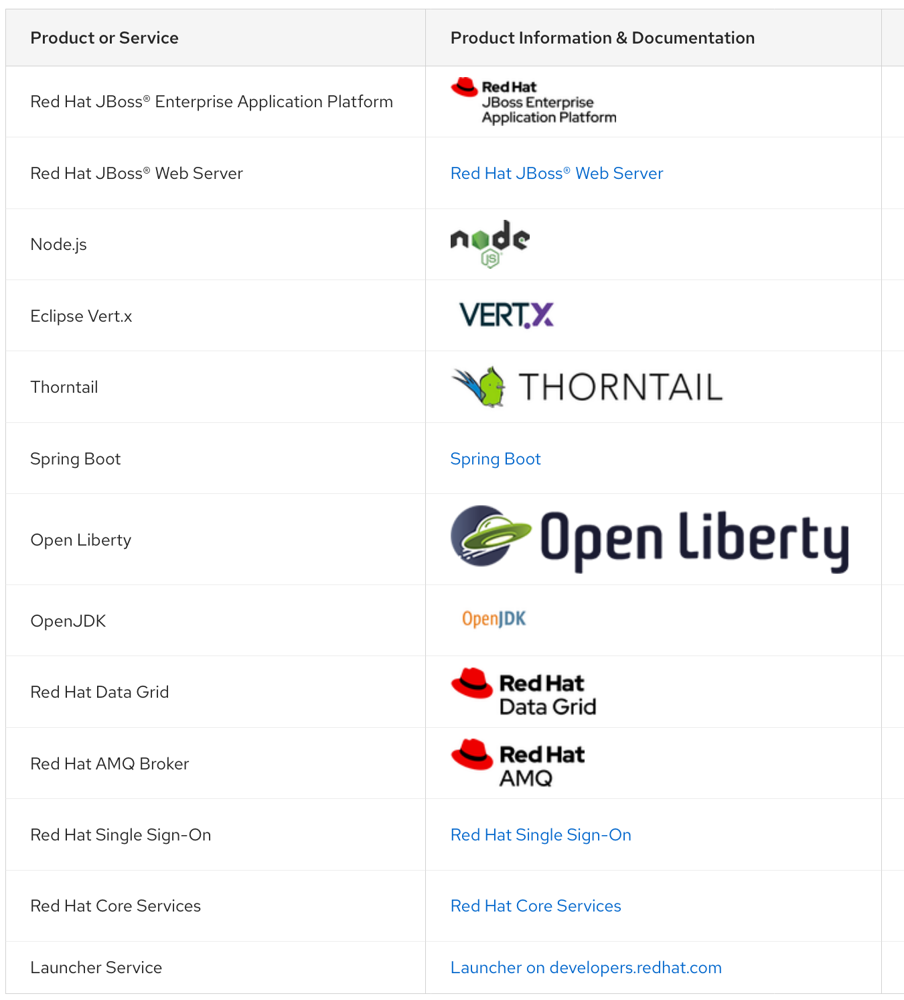 Product or Service
Product Information & Documentation
Red Hat JBoss® Enterprise Application Platform
Red Hat
JBoss Enterprise
Application Platform
Red Hat JBoss® Web Server
Red Hat JBoss® Web Server
Node.js
node
JS
Eclipse Vert.x
VERT.X
Thorntail
THORNTAIL
Spring Boot
Spring Boot
Open Liberty
Open Liberty
OpenJDK
OpenJDK
Red Hat Data Grid
Red Hat
Data Grid
Red Hat AMQ Broker
Red Hat
AMQ
Red Hat Single Sign-On
Red Hat Single Sign-On
Red Hat Core Services
Red Hat Core Services
Launcher Service
Launcher on developers.redhat.com